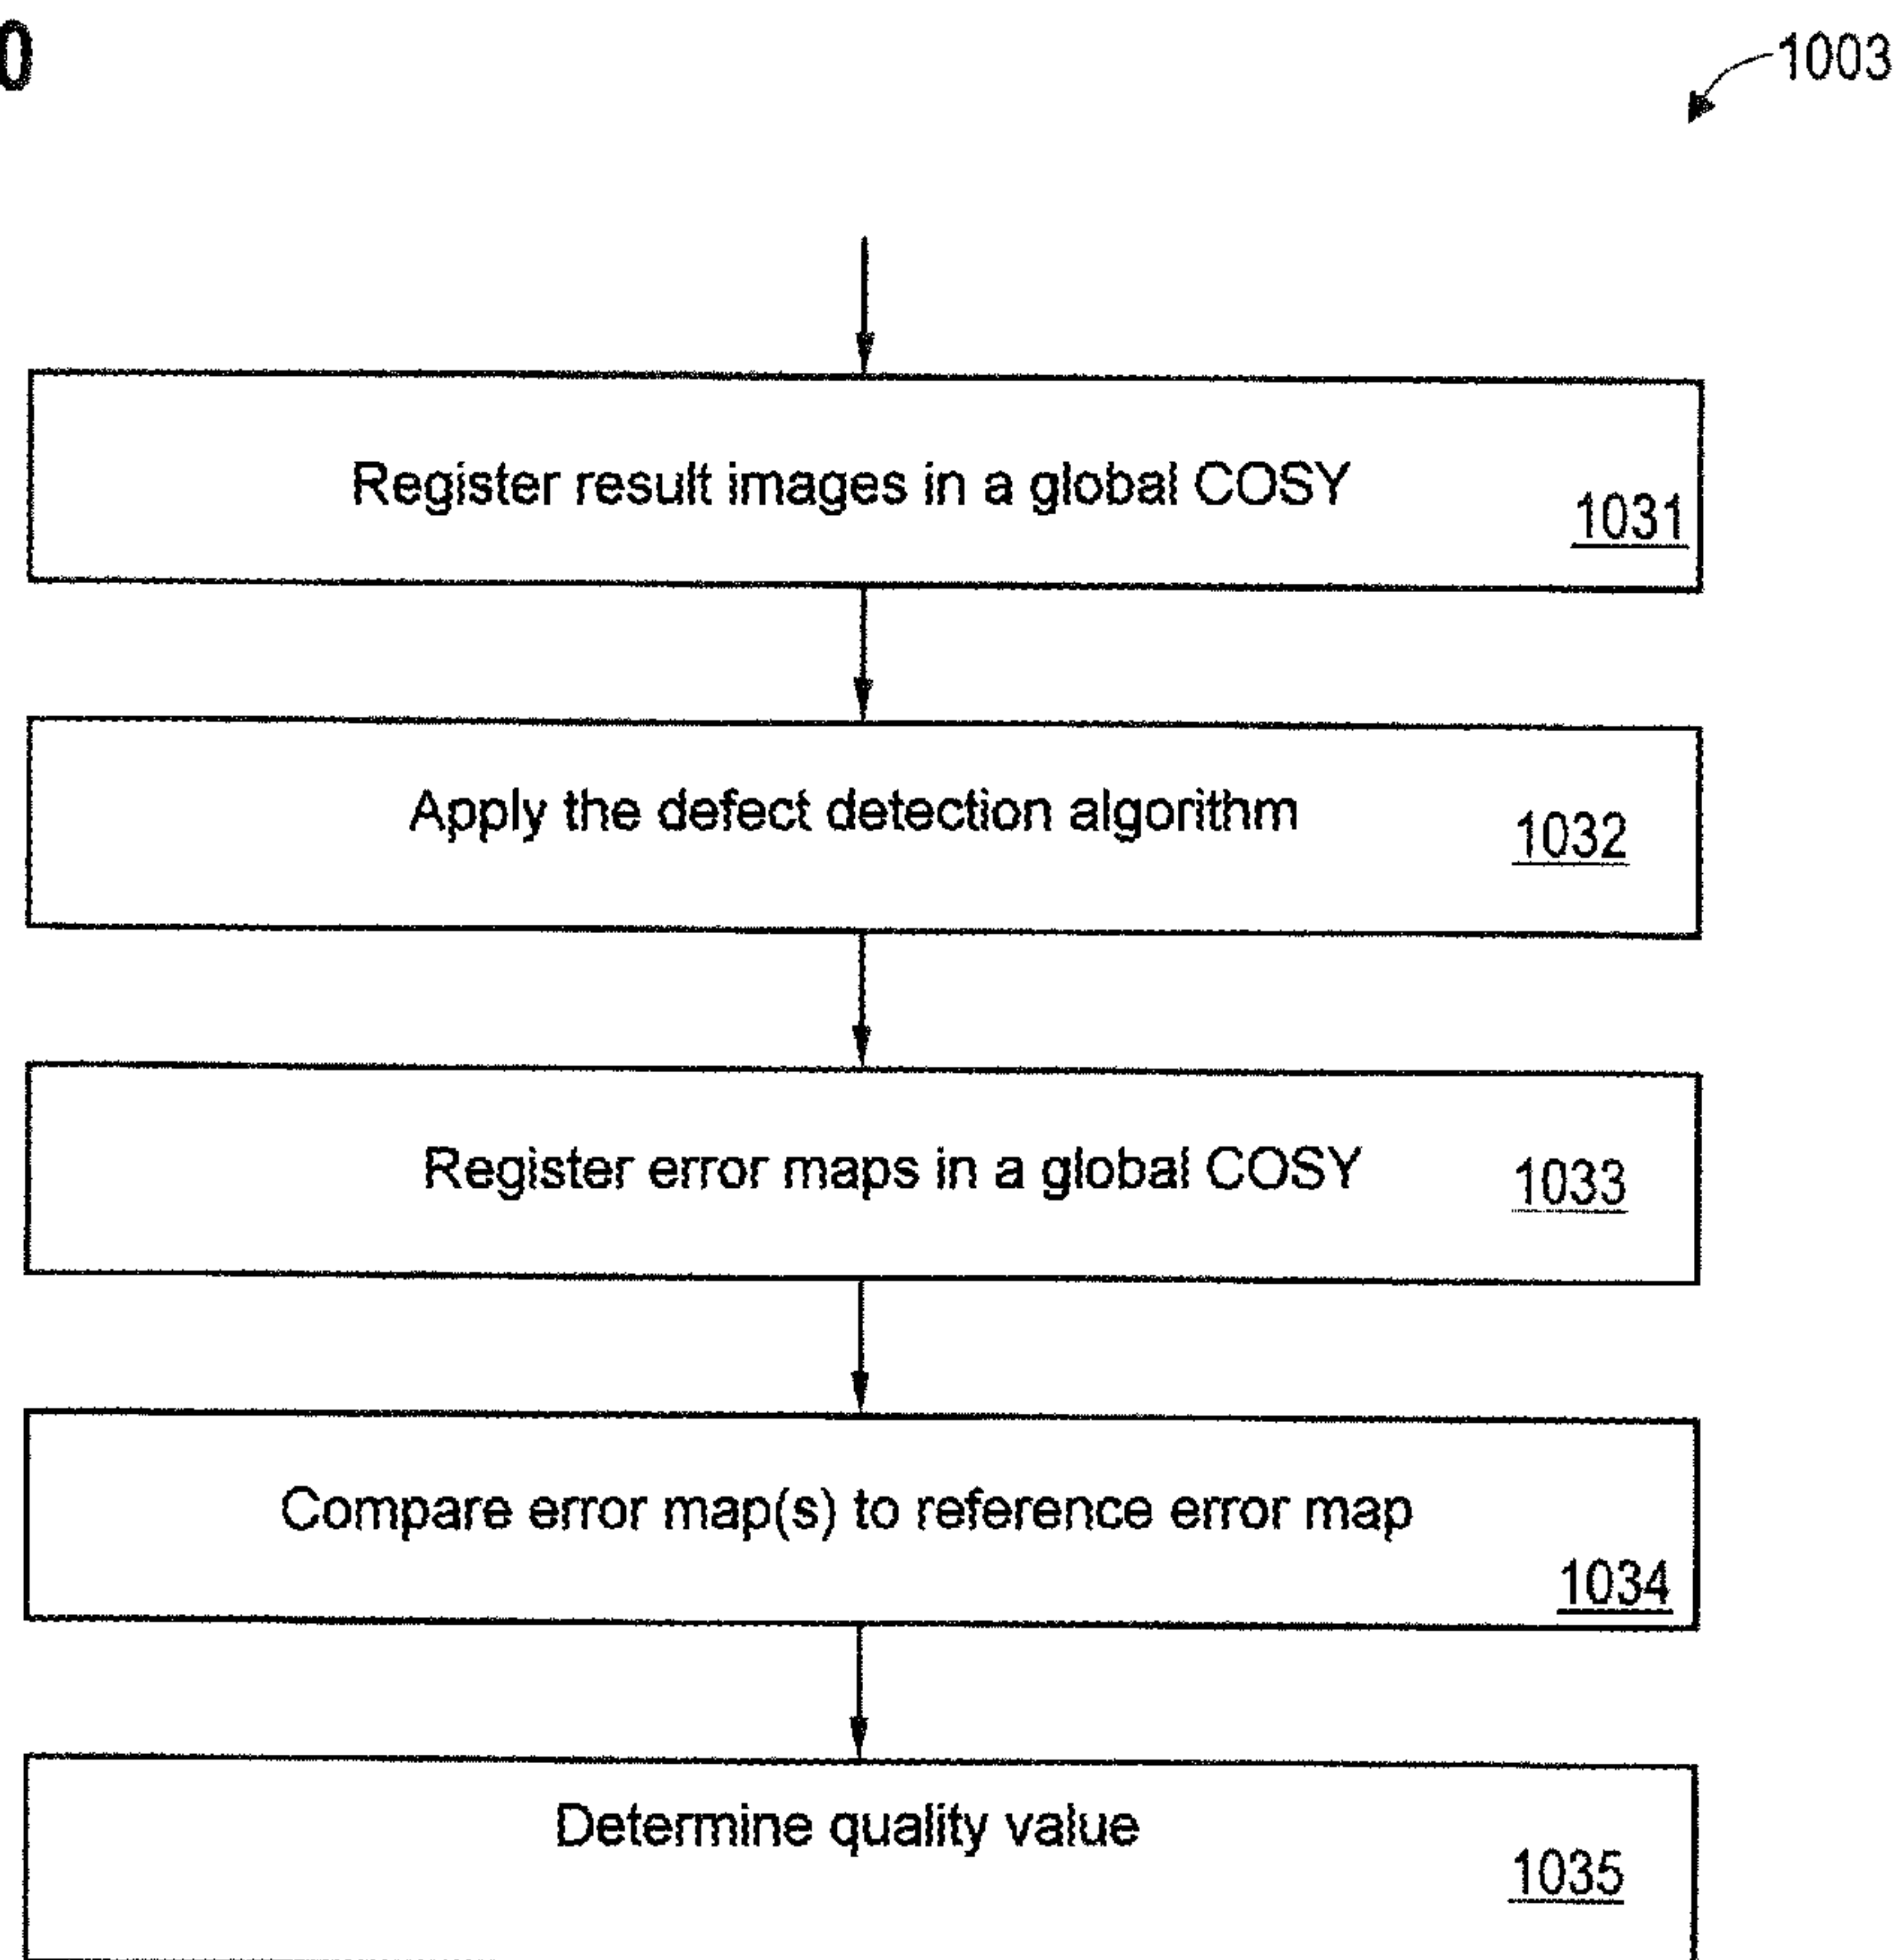 0
1003
Register result images in a global COSY
1031
Apply the defect detection algorithm
1032
Register error maps in a global COSY
1033
Compare error map(s) to reference error map
1034
Determine quality value
1035